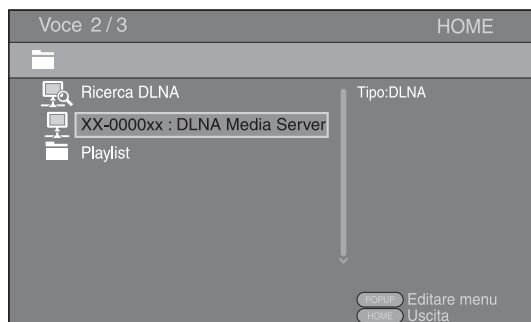 Voce 2 / 3 HOME
Ricerca DLNA
Tipo:DLNA
XX-0000xx : DLNA Media Server
Playlist
POPUP Editare menu
HOME Uscita